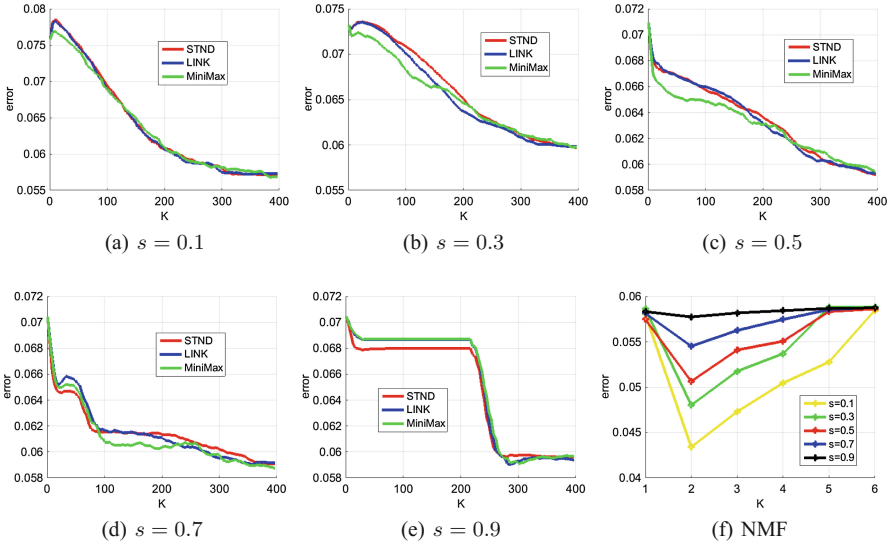 0.08
0.075
0.07
0.065
0.06
0.055
error
0 100 200 300 400
K
STND
LINK
MiniMax
(a) s = 0.1
0.08
0.075
0.07
0.065
0.06
0.055
error
0 100 200 300 400
K
STND
LINK
MiniMax
(b) s = 0.3
0.072
0.07
0.068
0.066
0.064
0.062
0.06
0.058
error
0 100 200 300 400
K
STND
LINK
MiniMax
(c) s = 0.5
0.072
0.07
0.068
0.066
0.064
0.062
0.06
0.058
error
0 100 200 300 400
K
STND
LINK
MiniMax
(d) s = 0.7
0.072
0.07
0.068
0.066
0.064
0.062
0.06
0.058
error
0 100 200 300 400
K
STND
LINK
MiniMax
(e) s = 0.9
0.06
0.055
0.05
0.045
0.04
error
1 2 3 4 5 6
K
s=0.1
s=0.3
s=0.5
s=0.7
s=0.9
(f) NMF